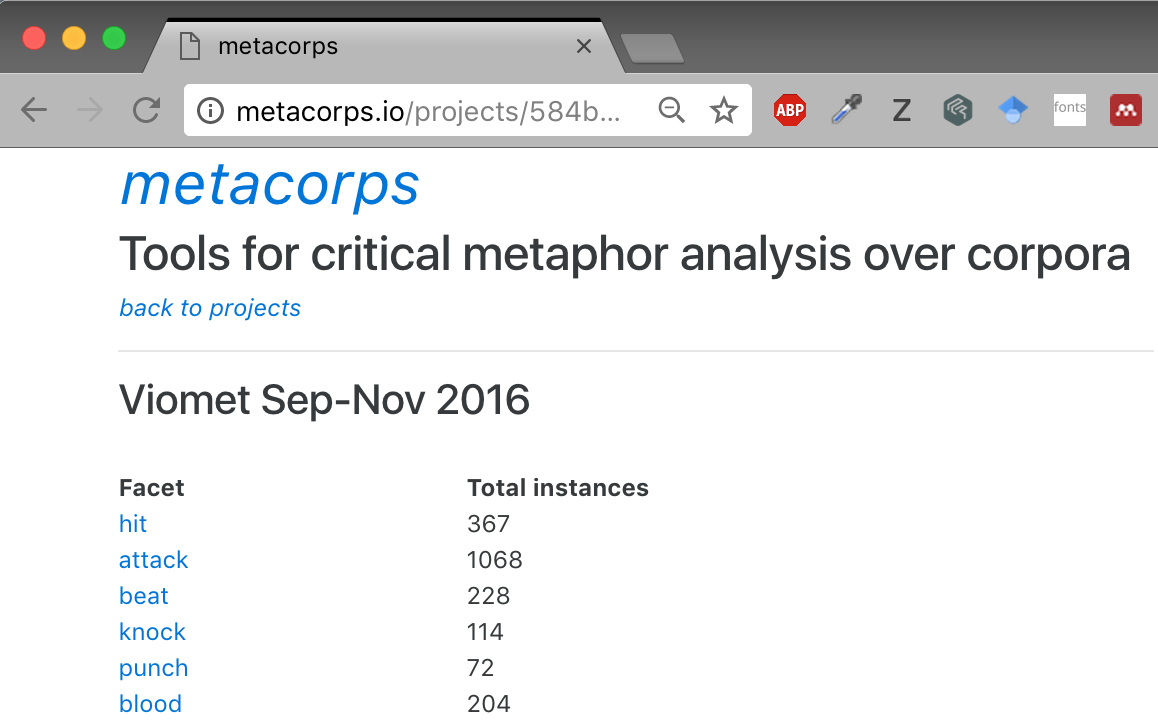 metacorps
metacorps.io/projects/584b...
ABP
Z
fonts
metacorps
Tools for critical metaphor analysis over corpora
back to projects
Viomet Sep-Nov 2016
Facet Total instances
hit 367
attack 1068
beat 228
knock 114
punch 72
blood 204